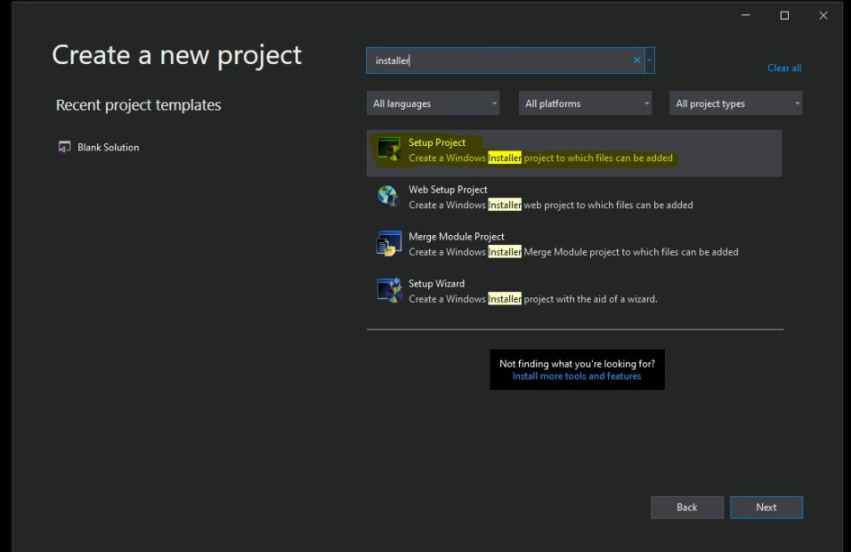 Create a new project
Recent project templates
Blank Solution
installer
Clear all
All languages
All platforms
All project types
Setup Project
Create a Windows Installer project to which files can be added
Web Setup Project
Create a Windows Installer web project to which files can be added
Merge Module Project
Create a Windows Installer Merge Module project to which files can be added
Setup Wizard
Create a Windows Installer project with the aid of a wizard.
Not finding what you're looking for?
Install more tools and features
Back
Next